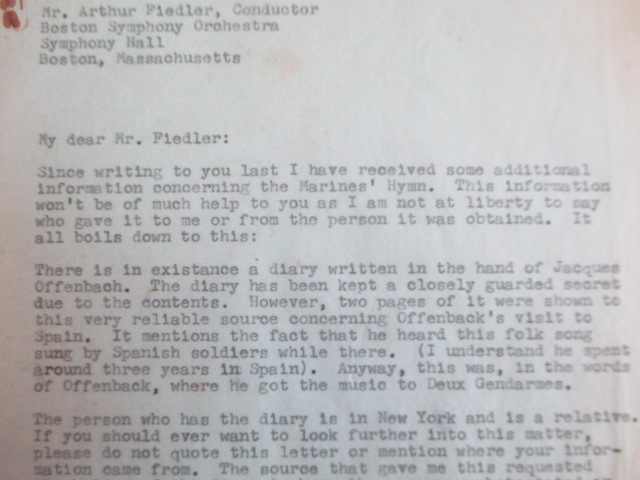 Mr. Arthur Fiedler, Conductor
Boston Symphony Orchestra
Symphony Hall
Boston, Massachusetts
My dear Mr. Fiedler:
Since writing to you last I have received some additional
information concerning the Marines' Hymn. This information
won't be of much help to you as I am not at liberty to say
who gave it to me or from the person it was obtained. It
all boils down to this:
There is in existance a diary written in the hand of Jacques
Offenbach. The diary has been kept a closely guarded secret
due to the contents. However, two pages of it were shown to
this very reliable source concerning Offenback's visit to
Spain. It mentions the fact that he heard this folk song
sung by Spanish soldiers while there. (I understand he spent
around three years in Spain). Anyway, this was, in the words
of Offenback, where he got the music to Deux Gendarmes.
The person who has the diary is in New York and is a relative.
If you should ever want to look further into this matter,
please do not quote this letter or mention where your infor-
mation came from. The source that gave me this requested